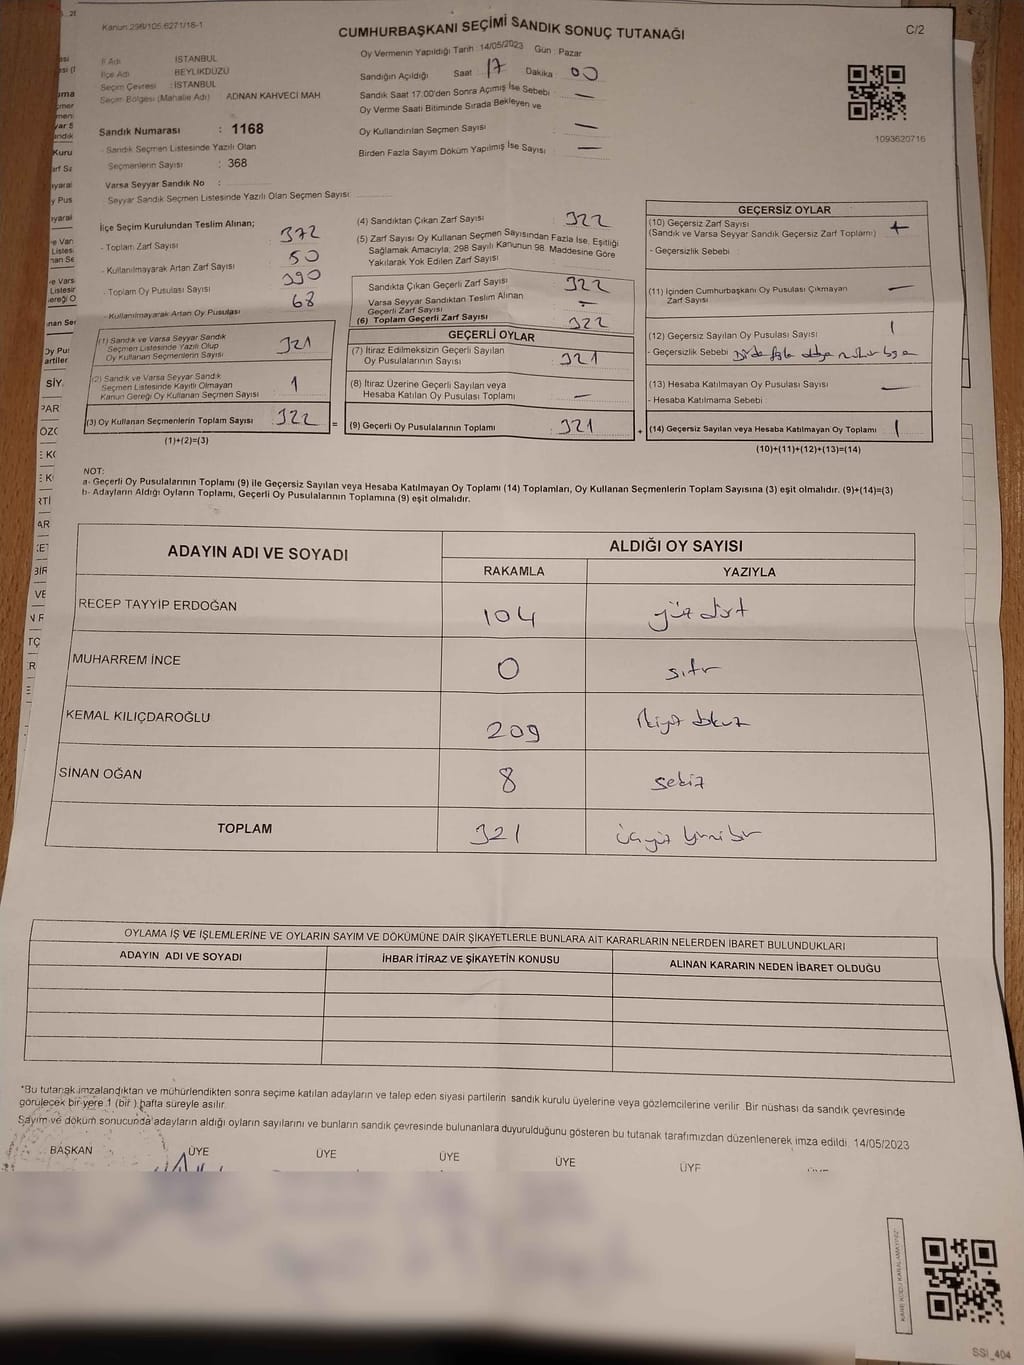 Kanun:298/105.6271/18-1
CUMHURBAŞKANI SEÇİMİ SANDIK SONUÇ TUTANAĞI
C/2
İl Adı İSTANBUL
İlçe Adı BEYLİKDÜZÜ
Seçim Çevresi : İSTANBUL
Seçim Bölgesi (Mahalle Adı) ADNAN KAHVECİ MAH
Sandık Numarası : 1168
- Sandık Seçmen Listesinde Yazılı Olan
Seçmenlerin Sayısı : 368
Varsa Seyyar Sandık No :
Seyyar Sandık Seçmen Listesinde Yazılı Olan Seçmen Sayısı
Oy Vermenin Yapıldığı Tarih : 14/05/2023 Gün : Pazar
Sandığın Açıldığı Saat : 17 Dakika : 00
Sandık Saat 17:00'den Sonra Açımış İse Sebebi : —
Oy Verme Saati Bitiminde Sırada Bekleyen ve
Oy Kullandırılan Seçmen Sayısı —
Birden Fazla Sayım Döküm Yapılmış İse Sayısı : —
1093620716
İlçe Seçim Kurulundan Teslim Alınan;
- Toplam Zarf Sayısı 372
- Kullanılmayarak Artan Zarf Sayısı 50
- Toplam Oy Pusulası Sayısı 390
- Kullanılmayarak Artan Oy Pusulası 68
(1) Sandık ve Varsa Seyyar Sandık
Seçmen Listesinde Yazılı Olup
Oy Kullanan Seçmenlerin Sayısı 321
(2) Sandık ve Varsa Seyyar Sandık
Seçmen Listesinde Kayıtlı Olmayan
Kanun Gereği Oy Kullanan Seçmen Sayısı 1
(3) Oy Kullanan Seçmenlerin Toplam Sayısı 322
(1)+(2)=(3)
=
(4) Sandıktan Çıkan Zarf Sayısı 322
(5) Zarf Sayısı Oy Kullanan Seçmen Sayısından Fazla İse, Eşitliği
Sağlamak Amacıyla, 298 Sayılı Kanunun 98. Maddesine Göre
Yakılarak Yok Edilen Zarf Sayısı
Sandıkta Çıkan Geçerli Zarf Sayısı 322
Varsa Seyyar Sandıktan Teslim Alınan
Geçerli Zarf Sayısı —
(6) Toplam Geçerli Zarf Sayısı 322
GEÇERLİ OYLAR
(7) İtiraz Edilmeksizin Geçerli Sayılan
Oy Pusulalarının Sayısı 321
(8) İtiraz Üzerine Geçerli Sayılan veya
Hesaba Katılan Oy Pusulası Toplamı —
(9) Geçerli Oy Pusulalarının Toplamı 321
+
GEÇERSİZ OYLAR
(10) Geçersiz Zarf Sayısı
(Sandık ve Varsa Seyyar Sandık Geçersiz Zarf Toplamı)
- Geçersizlik Sebebi
(11) İçinden Cumhurbaşkanı Oy Pusulası Çıkmayan
Zarf Sayısı —
(12) Geçersiz Sayılan Oy Pusulası Sayısı 1
- Geçersizlik Sebebi
(13) Hesaba Katılmayan Oy Pusulası Sayısı —
- Hesaba Katılmama Sebebi
(14) Geçersiz Sayılan veya Hesaba Katılmayan Oy Toplamı 1
(10)+(11)+(12)+(13)=(14)
NOT:
a- Geçerli Oy Pusulalarının Toplamı (9) ile Geçersiz Sayılan veya Hesaba Katılmayan Oy Toplamı (14) Toplamları, Oy Kullanan Seçmenlerin Toplam Sayısına (3) eşit olmalıdır. (9)+(14)=(3)
b- Adayların Aldığı Oyların Toplamı, Geçerli Oy Pusulalarının Toplamına (9) eşit olmalıdır.
ADAYIN ADI VE SOYADI ALDIĞI OY SAYISI
RAKAMLA YAZIYLA
RECEP TAYYİP ERDOĞAN 104 yüz dört
MUHARREM İNCE 0 sıfır
KEMAL KILIÇDAROĞLU 209 ikiyüz dokuz
SİNAN OĞAN 8 sekiz
TOPLAM 321 üçyüz yirmi bir
OYLAMA İŞ VE İŞLEMLERİNE VE OYLARIN SAYIM VE DÖKÜMÜNE DAİR ŞİKAYETLERLE BUNLARA AİT KARARLARIN NELERDEN İBARET BULUNDUKLARI
ADAYIN ADI VE SOYADI İHBAR İTİRAZ VE ŞİKAYETİN KONUSU ALINAN KARARIN NEDEN İBARET OLDUĞU
*Bu tutanak imzalandıktan ve mühürlendikten sonra seçime katılan adayların ve talep eden siyasi partilerin sandık kurulu üyelerine veya gözlemcilerine verilir. Bir nüshası da sandık çevresinde
görülecek bir yere 1 (bir ) hafta süreyle asılır.
Sayım ve döküm sonucunda adayların aldığı oyların sayılarını ve bunların sandık çevresinde bulunanlara duyurulduğunu gösteren bu tutanak tarafımızdan düzenlenerek imza edildi. 14/05/2023
BAŞKAN ÜYE ÜYE ÜYE ÜYE ÜYE
KARE KODU KARALAMAYINIZ!
SSI_404